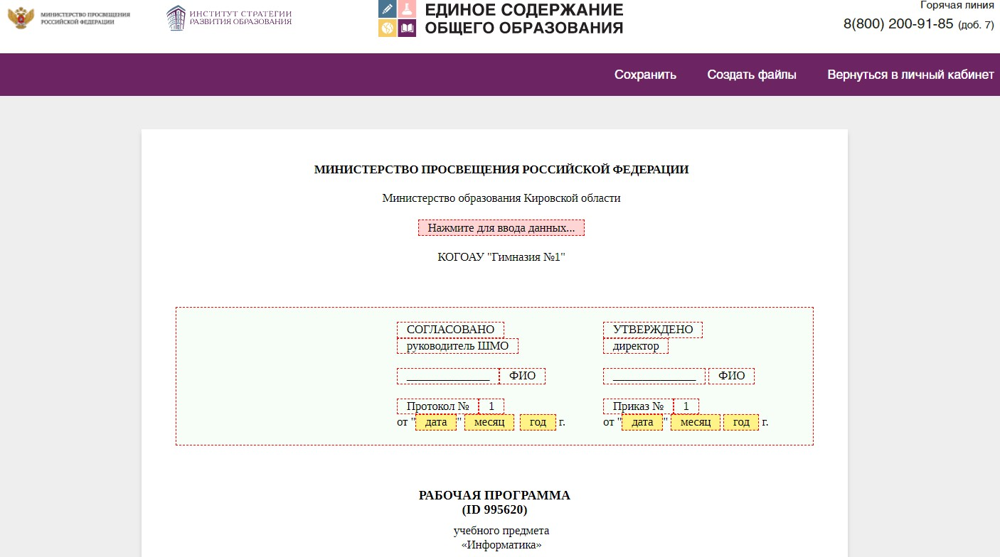 МИНИСТЕРСТВО ПРОСВЕЩЕНИЯ
РОССИЙСКОЙ ФЕДЕРАЦИИ
ИНСТИТУТ СТРАТЕГИИ
РАЗВИТИЯ ОБРАЗОВАНИЯ
ЕДИНОЕ СОДЕРЖАНИЕ
ОБЩЕГО ОБРАЗОВАНИЯ
Горячая линия
8(800) 200-91-85 (доб. 7)
Сохранить Создать файлы Вернуться в личный кабинет
МИНИСТЕРСТВО ПРОСВЕЩЕНИЯ РОССИЙСКОЙ ФЕДЕРАЦИИ
Министерство образования Кировской области
Нажмите для ввода данных...
КОГОАУ "Гимназия №1"
СОГЛАСОВАНО
руководитель ШМО
______________ ФИО
Протокол № 1
от "дата" месяц год г.
УТВЕРЖДЕНО
директор
______________ ФИО
Приказ № 1
от "дата" месяц год г.
РАБОЧАЯ ПРОГРАММА
(ID 995620)
учебного предмета
«Информатика»